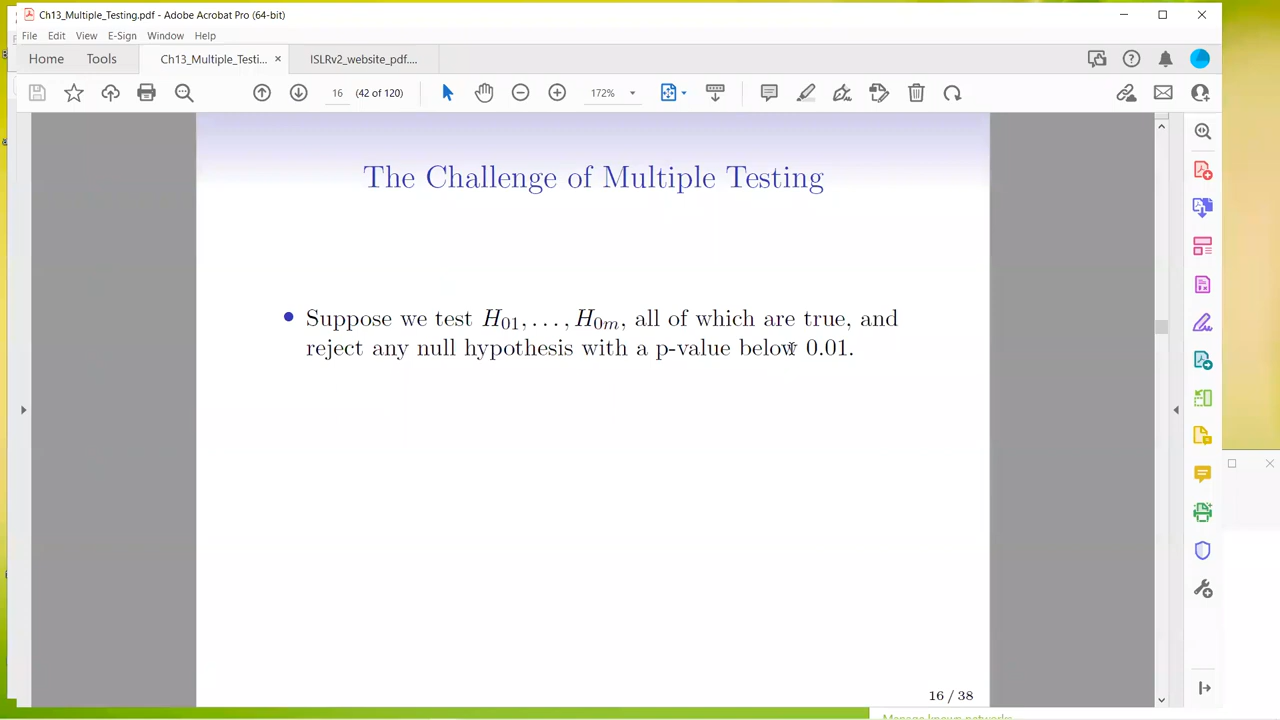 Ch13_Multiple_Testing.pdf - Adobe Acrobat Pro (64-bit)
File Edit View E-Sign Window Help
Home Tools Ch13_Multiple_Testi... × ISLRv2_website_pdf....
16 (42 of 120) 172%
The Challenge of Multiple Testing
• Suppose we test H₀₁, . . . , H₀ₘ, all of which are true, and
reject any null hypothesis with a p-value below 0.01.
16 / 38